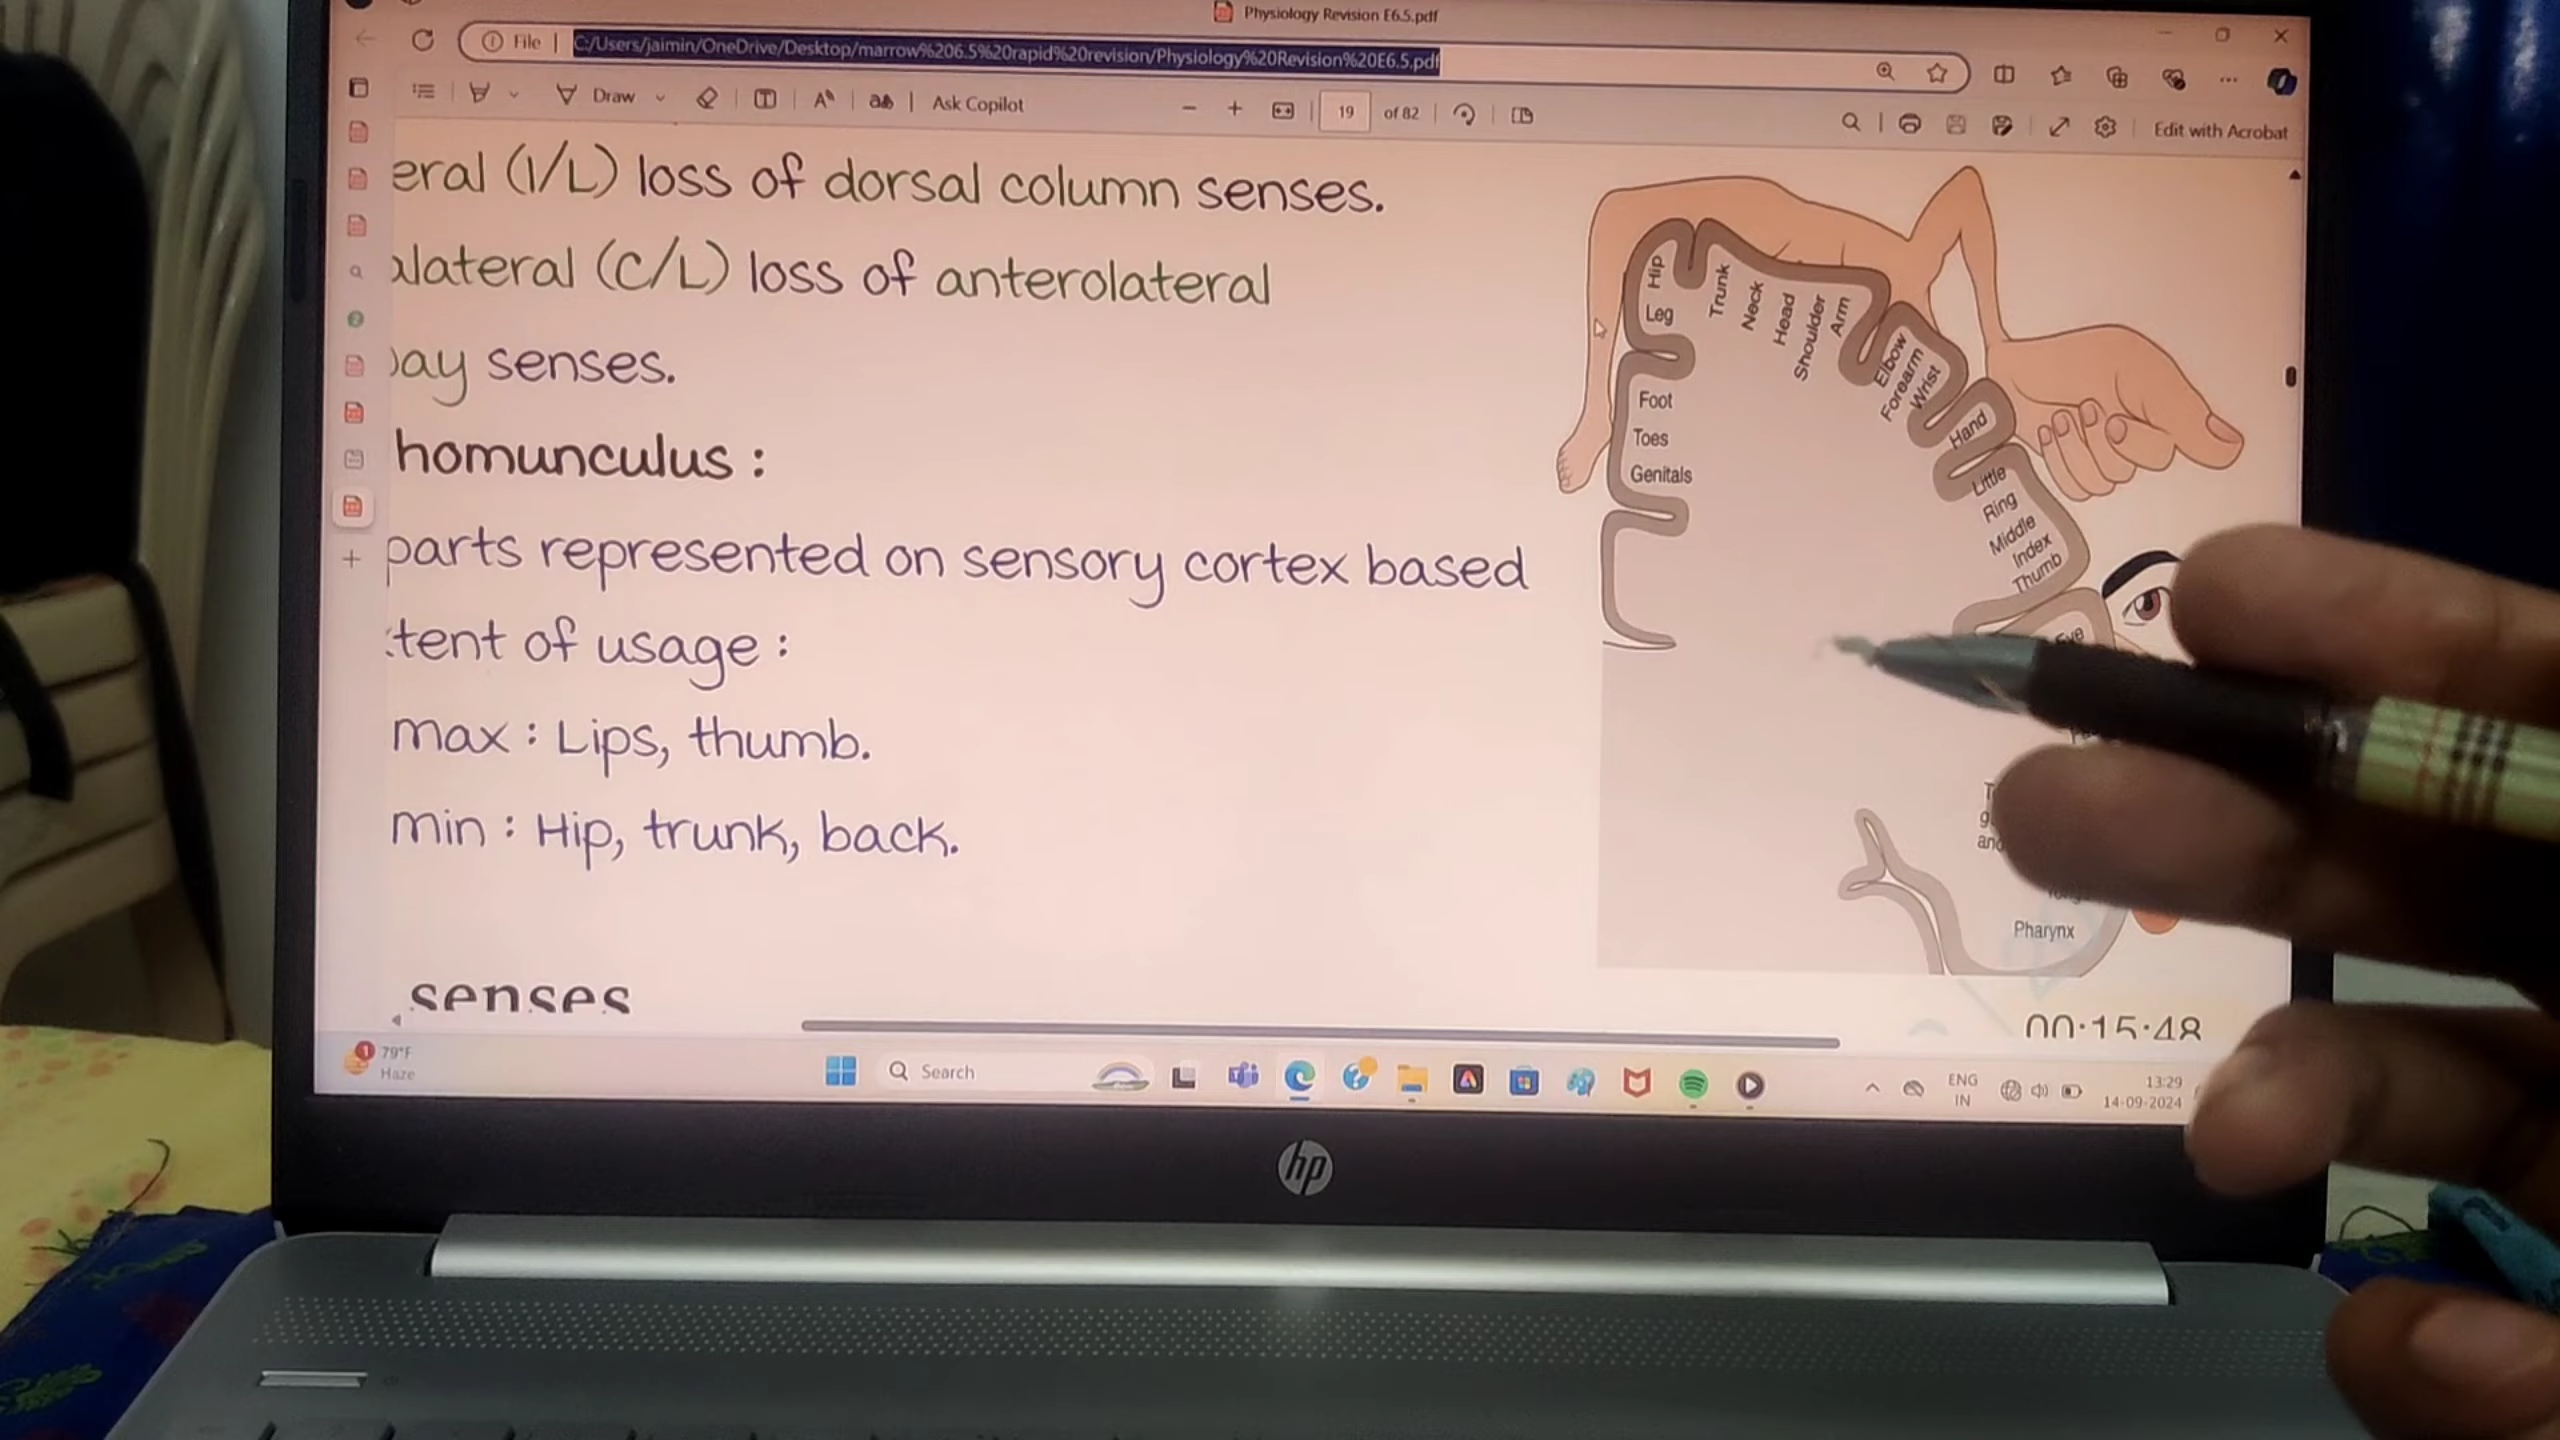 Physiology Revision E6.5.pdf
File | C:/Users/jaimin/OneDrive/Desktop/marrow%206.5%20rapid%20revision/Physiology%20Revision%20E6.5.pdf
Draw
Ask Copilot
19 of 82
Edit with Acrobat
eral (I/L) loss of dorsal column senses.
alateral (C/L) loss of anterolateral
senses.
homunculus :
parts represented on sensory cortex based
tent of usage :
max : Lips, thumb.
min : Hip, trunk, back.
senses
Hip
Leg
Foot
Toes
Genitals
Trunk
Neck
Head
Shoulder
Arm
Elbow
Forearm
Wrist
Hand
Little
Ring
Middle
Index
Thumb
Eye
Pharynx
00:15:48
1
79°F
Haze
Search
ENG
IN
13:29
14-09-2024
hp